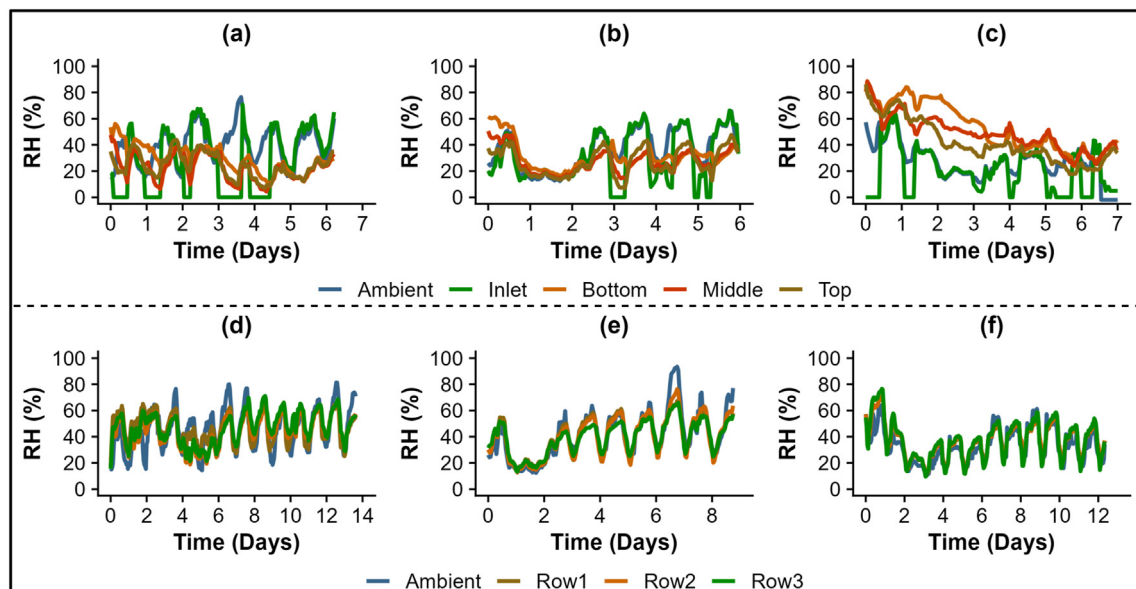 (a) (b) (c)
RH (%) 100 80 60 40 20 0
0 1 2 3 4 5 6 7
Time (Days)
RH (%) 100 80 60 40 20 0
0 1 2 3 4 5 6
Time (Days)
RH (%) 100 80 60 40 20 0
0 1 2 3 4 5 6 7
Time (Days)
Ambient Inlet Bottom Middle Top
(d) (e) (f)
RH (%) 100 80 60 40 20 0
0 2 4 6 8 10 12 14
Time (Days)
RH (%) 100 80 60 40 20 0
0 2 4 6 8
Time (Days)
RH (%) 100 80 60 40 20 0
0 2 4 6 8 10 12
Time (Days)
Ambient Row1 Row2 Row3